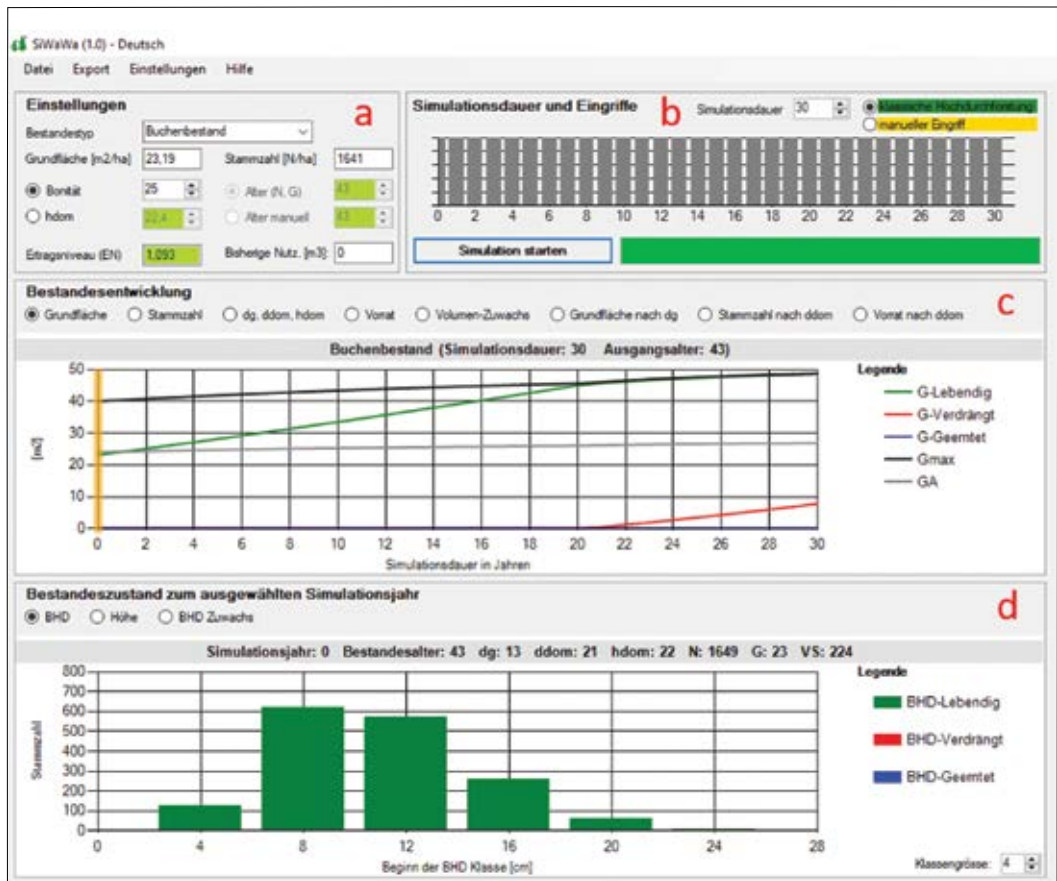 SiWaWa (1.0) - Deutsch
Datei Export Einstellungen Hilfe
Einstellungen
a
Bestandestyp Buchenbestand
Grundfläche [m2/ha] 23,19 Stammzahl [N/ha] 1641
Bonität 25 Alter (N, G) 43
hdom 22,4 Alter manuell 43
Ertragsniveau (EN) 1,093 Bisherige Nutz. [m3]: 0
Simulationsdauer und Eingriffe
b
Simulationsdauer 30 klassische Hochdurchforstung
manueller Eingriff
0 2 4 6 8 10 12 14 16 18 20 22 24 26 28 30
Simulation starten
Bestandesentwicklung
c
Grundfläche Stammzahl dg, ddom, hdom Vorrat Volumen-Zuwachs Grundfläche nach dg Stammzahl nach ddom Vorrat nach ddom
Buchenbestand (Simulationsdauer: 30 Ausgangsalter: 43)
50
40
30
20
10
0
[m2]
0 2 4 6 8 10 12 14 16 18 20 22 24 26 28 30
Simulationsdauer in Jahren
Legende
G-Lebendig
G-Verdrängt
G-Geerntet
Gmax
GA
Bestandeszustand zum ausgewählten Simulationsjahr
d
BHD Höhe BHD Zuwachs
Simulationsjahr: 0 Bestandesalter: 43 dg: 13 ddom: 21 hdom: 22 N: 1649 G: 23 VS: 224
800
700
600
500
400
300
200
100
0
Stammzahl
0 4 8 12 16 20 24 28
Beginn der BHD Klasse [cm]
Legende
BHD-Lebendig
BHD-Verdrängt
BHD-Geerntet
Klassengrösse: 4